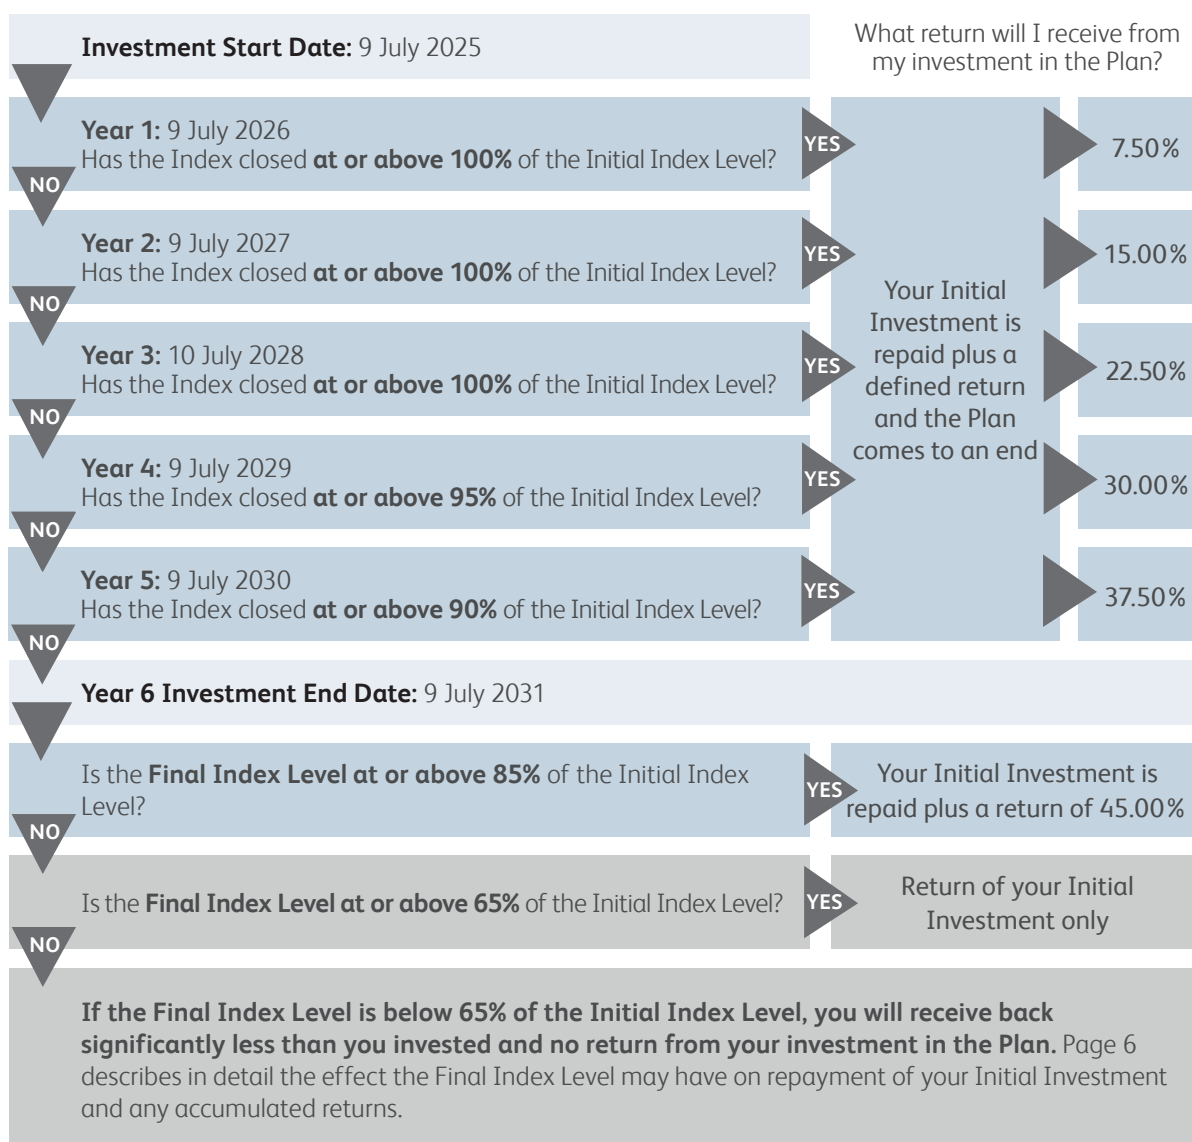 Investment Start Date: 9 July 2025
What return will I receive from
my investment in the Plan?
Year 1: 9 July 2026
Has the Index closed at or above 100% of the Initial Index Level?
YES
7.50%
NO
Year 2: 9 July 2027
Has the Index closed at or above 100% of the Initial Index Level?
YES
15.00%
NO
Year 3: 10 July 2028
Has the Index closed at or above 100% of the Initial Index Level?
YES
22.50%
NO
Year 4: 9 July 2029
Has the Index closed at or above 95% of the Initial Index Level?
YES
30.00%
NO
Year 5: 9 July 2030
Has the Index closed at or above 90% of the Initial Index Level?
YES
37.50%
NO
Your Initial
Investment is
repaid plus a
defined return
and the Plan
comes to an end
Year 6 Investment End Date: 9 July 2031
Is the Final Index Level at or above 85% of the Initial Index
Level?
YES
Your Initial Investment is
repaid plus a return of 45.00%
NO
Is the Final Index Level at or above 65% of the Initial Index Level?
YES
Return of your Initial
Investment only
NO
If the Final Index Level is below 65% of the Initial Index Level, you will receive back
significantly less than you invested and no return from your investment in the Plan. Page 6
describes in detail the effect the Final Index Level may have on repayment of your Initial Investment
and any accumulated returns.